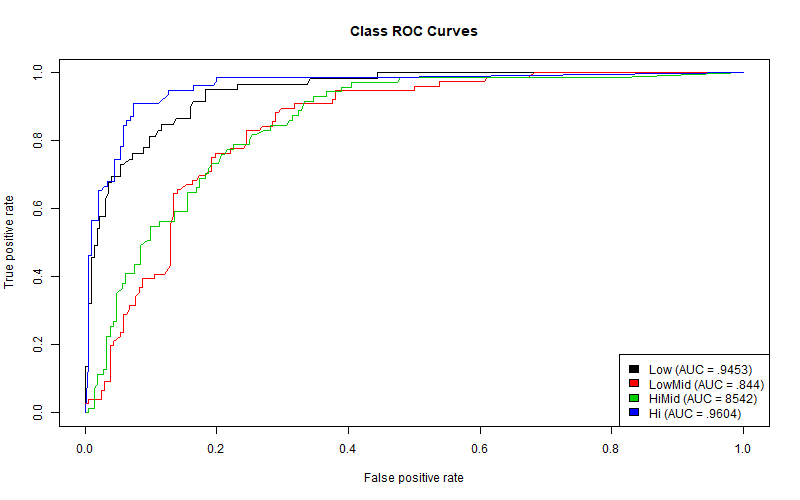 Class ROC Curves
True positive rate
1.0
0.8
0.6
0.4
0.2
0.0
Low (AUC = .9453)
LowMid (AUC = .844)
HiMid (AUC = 8542)
Hi (AUC = .9604)
0.0 0.2 0.4 0.6 0.8 1.0
False positive rate